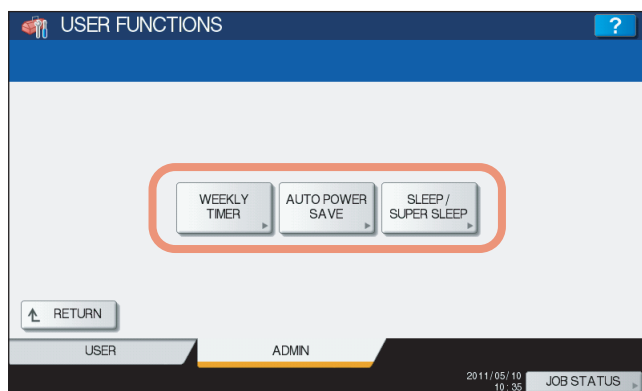 USER FUNCTIONS
?
WEEKLY
TIMER
AUTO POWER
SAVE
SLEEP /
SUPER SLEEP
RETURN
USER
ADMIN
2011/05/10
10:35
JOB STATUS